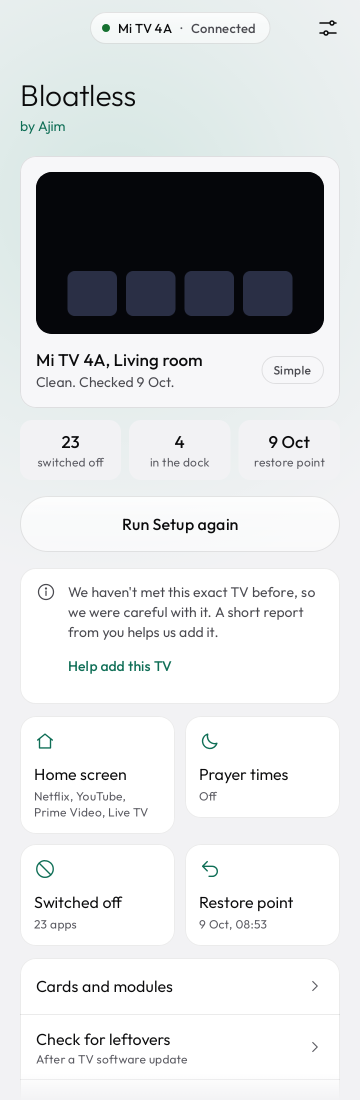 Mi TV 4A · Connected
Bloatless
by Ajim
Mi TV 4A, Living room
Clean. Checked 9 Oct.
Simple
23
switched off
4
in the dock
9 Oct
restore point
Run Setup again
We haven't met this exact TV before, so
we were careful with it. A short report
from you helps us add it.
Help add this TV
Home screen
Netflix, YouTube,
Prime Video, Live TV
Prayer times
Off
Switched off
23 apps
Restore point
9 Oct, 08:53
Cards and modules
Check for leftovers
After a TV software update